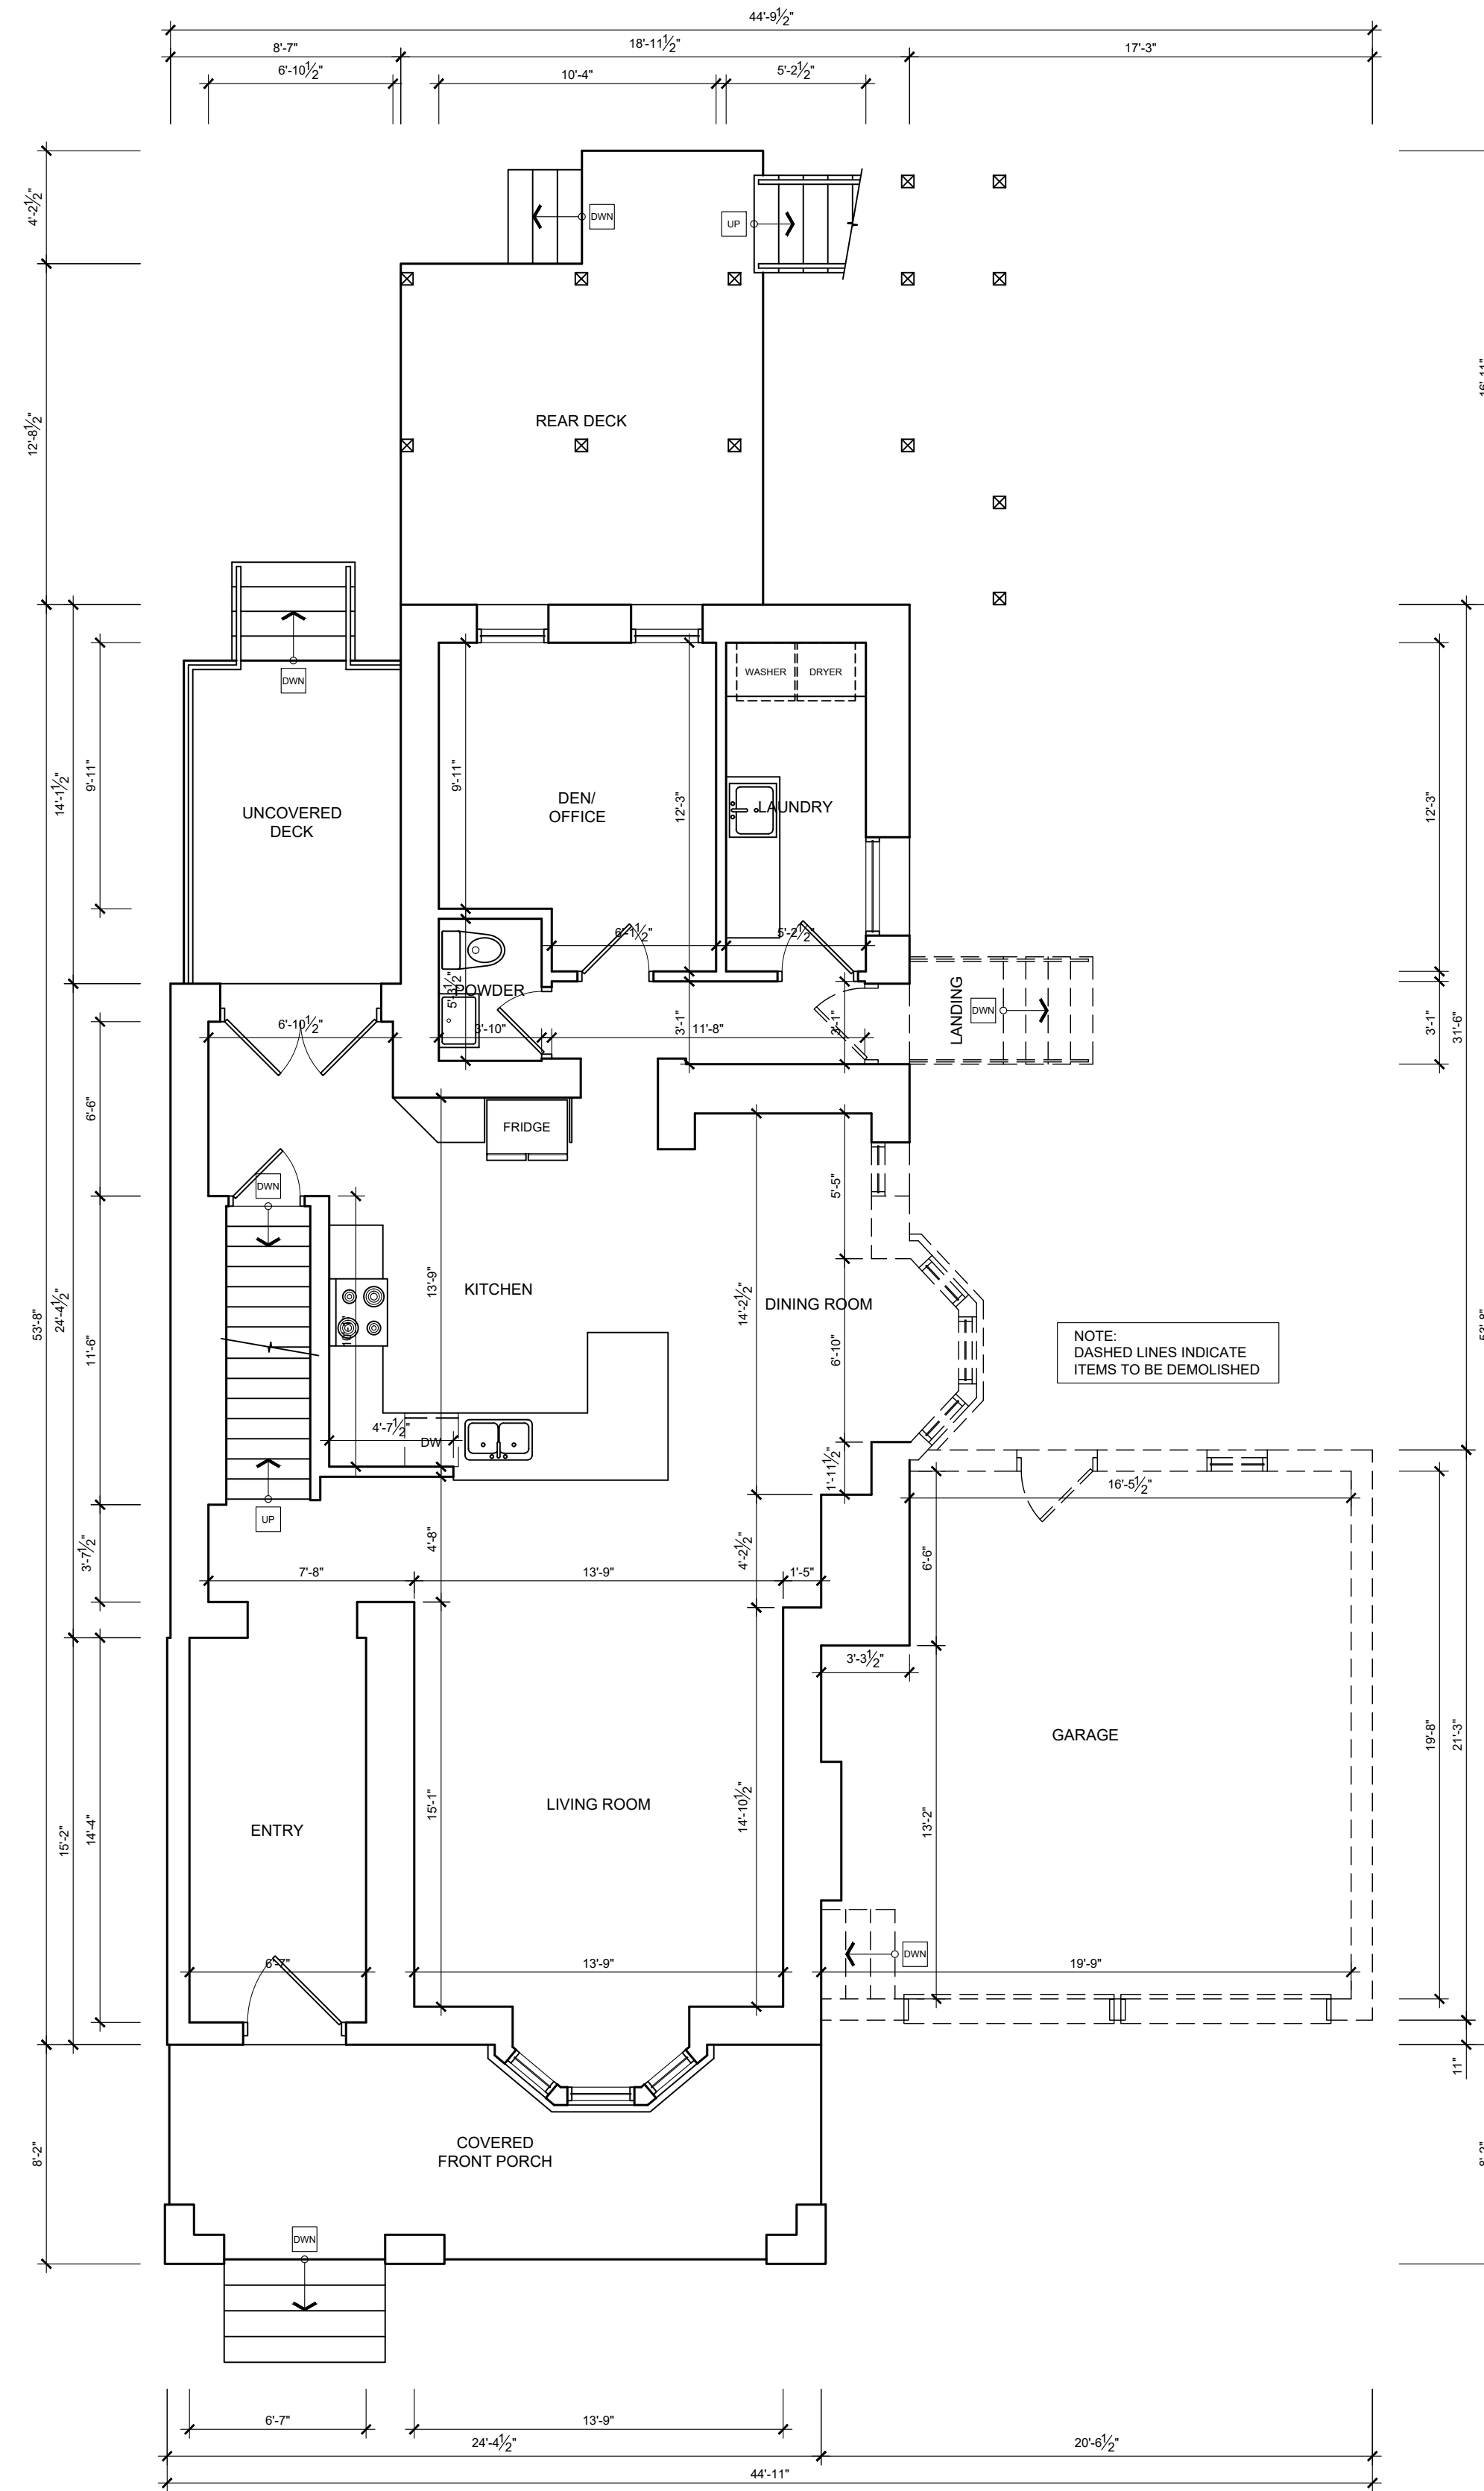 44'-9½"
8'-7"
18'-11½"
17'-3"
6'-10½"
10'-4"
5'-2½"
4'-2½"
DWN
UP
12'-8½"
16'-11"
REAR DECK
DWN
WASHER
DRYER
14'-1½"
9'-11"
9'-11"
12'-3"
12'-3"
UNCOVERED
DECK
DEN/
OFFICE
LAUNDRY
6'-1½"
5'-2½"
POWDER
5'-3½"
LANDING
DWN
6'-10½"
3'-10"
3'-1"
11'-8"
3'-1"
3'-1"
31'-6"
6'-6"
FRIDGE
DWN
5'-5"
KITCHEN
13'-9"
DINING ROOM
14'-2½"
6'-10"
53'-8"
24'-4½"
11'-6"
NOTE:
DASHED LINES INDICATE
ITEMS TO BE DEMOLISHED
53'-8"
4'-7½"
DW
1'-11½"
16'-5½"
UP
3'-7½"
4'-8"
4'-2½"
6'-6"
7'-8"
13'-9"
1'-5"
3'-3½"
GARAGE
19'-8"
21'-3"
LIVING ROOM
15'-1"
14'-10½"
13'-2"
ENTRY
15'-2"
14'-4"
DWN
6'-7"
13'-9"
19'-9"
11"
COVERED
FRONT PORCH
8'-2"
8'-2"
DWN
6'-7"
13'-9"
24'-4½"
20'-6½"
44'-11"